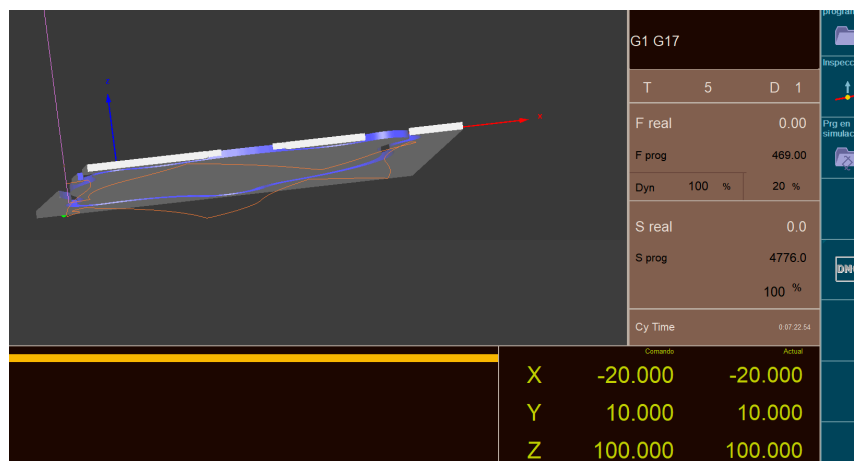 program
G1 G17
Inspecc
T 5 D 1
F real 0.00
Prg en
simulac
F prog 469.00
Dyn 100 % 20 %
S real 0.0
S prog 4776.0
100 %
DMC
Cy Time 0:07:22.54
Comando Actual
X -20.000 -20.000
Y 10.000 10.000
Z 100.000 100.000
z
x